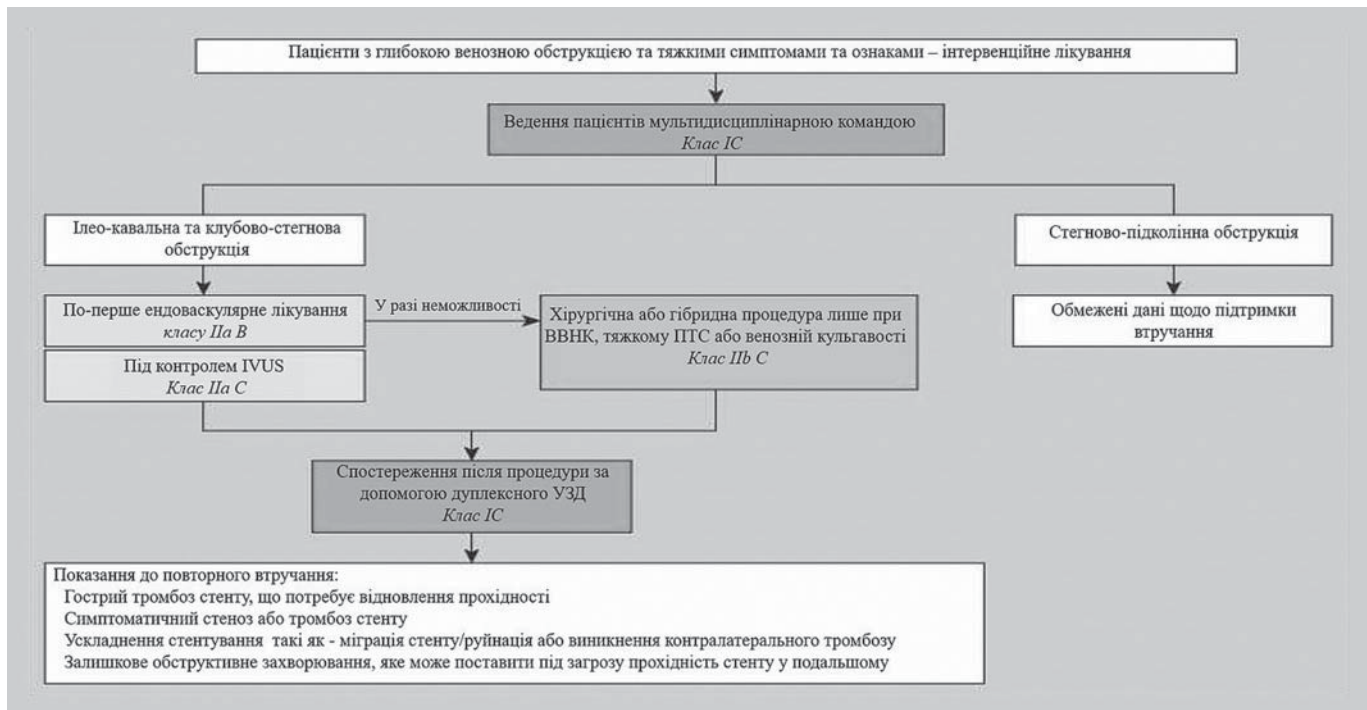 Пацієнти з глибокою венозною обструкцією та тяжкими симптомами та ознаками – інтервенційне лікування
Ведення пацієнтів мультидисциплінарною командою
Клас IC
Ілео-кавальна та клубово-стегнова
обструкція
Стегново-підколінна обструкція
По-перше ендоваскулярне лікування
класу IIa B
У разі неможливості
Хірургічна або гібридна процедура лише при
ВВНК, тяжкому ПТС або венозній кульгавості
Клас IIb C
Обмежені дані щодо підтримки
втручання
Під контролем IVUS
Клас IIa C
Спостереження після процедури за
допомогою дуплексного УЗД
Клас IC
Показання до повторного втручання:
Гострий тромбоз стенту, що потребує відновлення прохідності
Симптоматичний стеноз або тромбоз стенту
Ускладнення стентування такі як - міграція стенту/руйнація або виникнення контралатерального тромбозу
Залишкове обструктивне захворювання, яке може поставити під загрозу прохідність стенту у подальшому